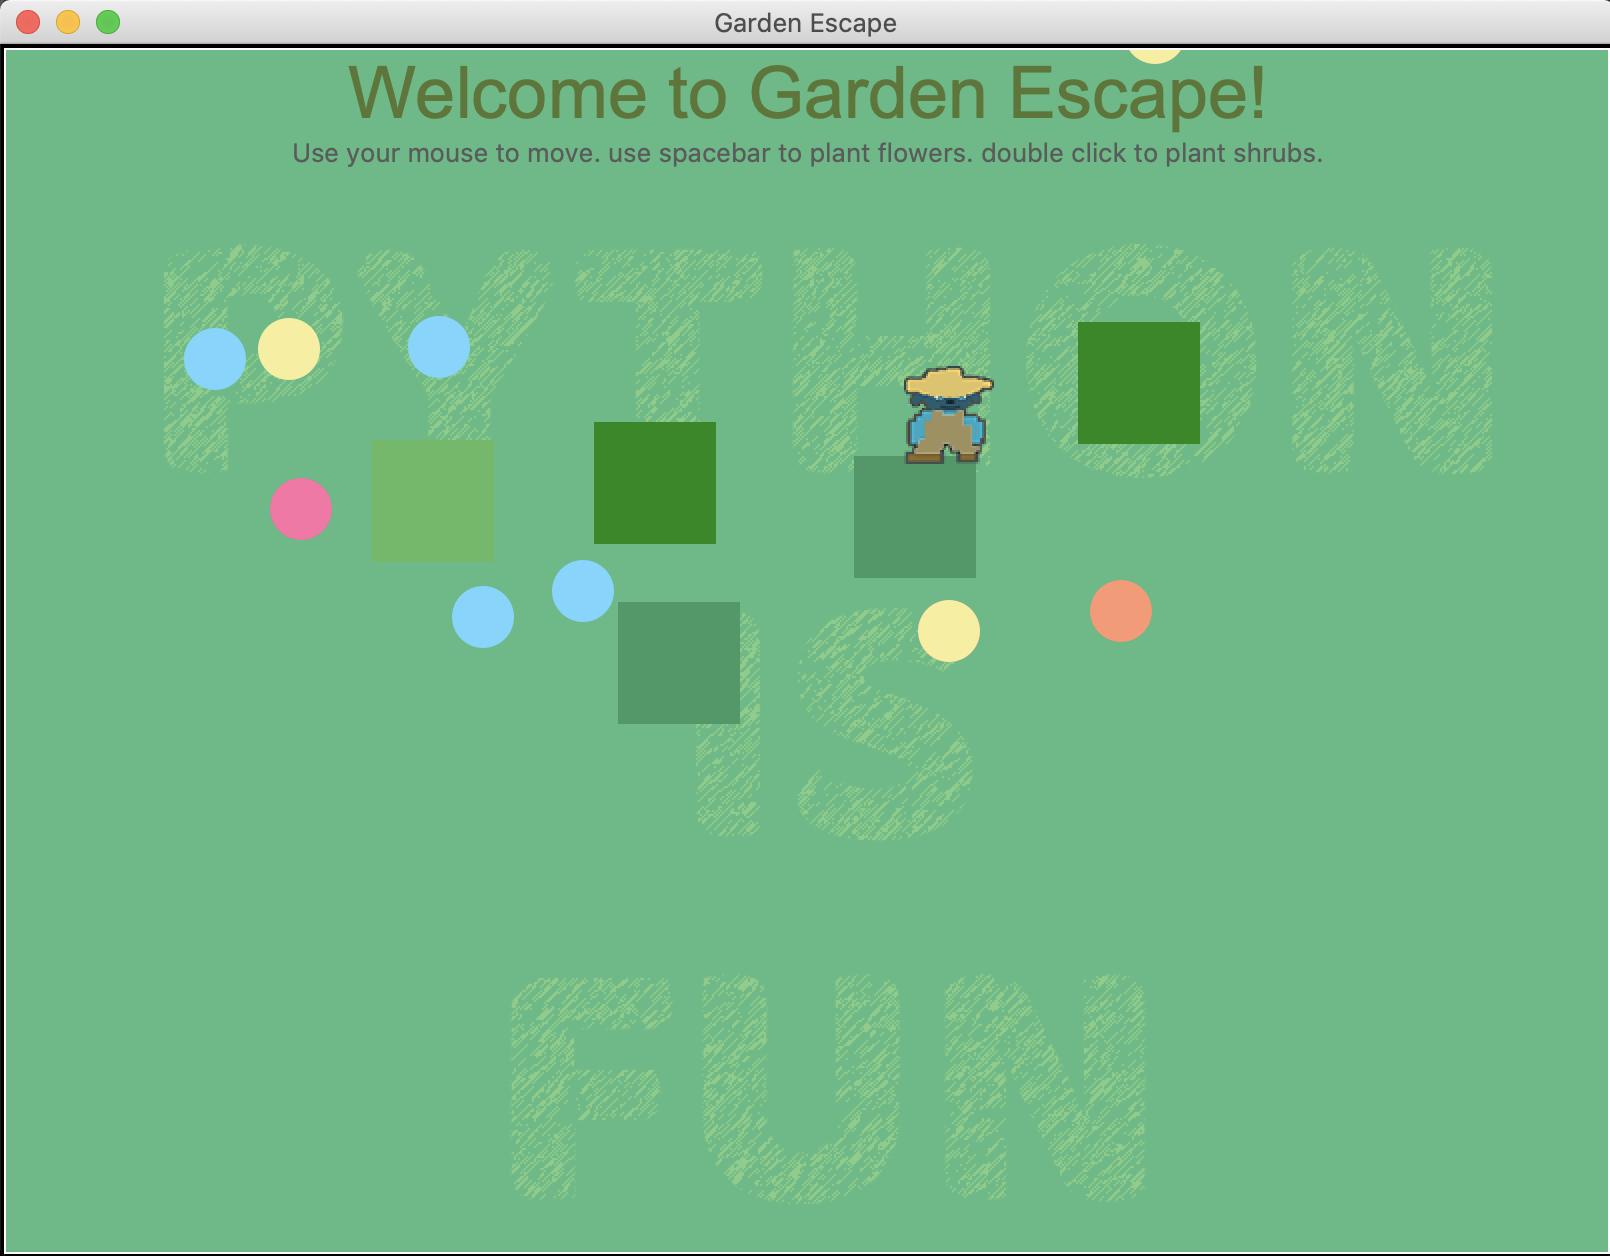 Garden Escape
Welcome to Garden Escape!
Use your mouse to move. use spacebar to plant flowers. double click to plant shrubs.
PYTHON
IS
FUN